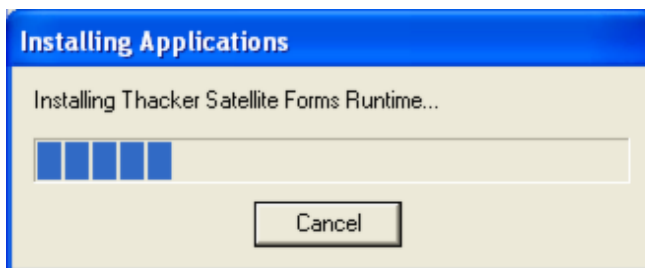 Installing Applications
Installing Thacker Satellite Forms Runtime...
Cancel